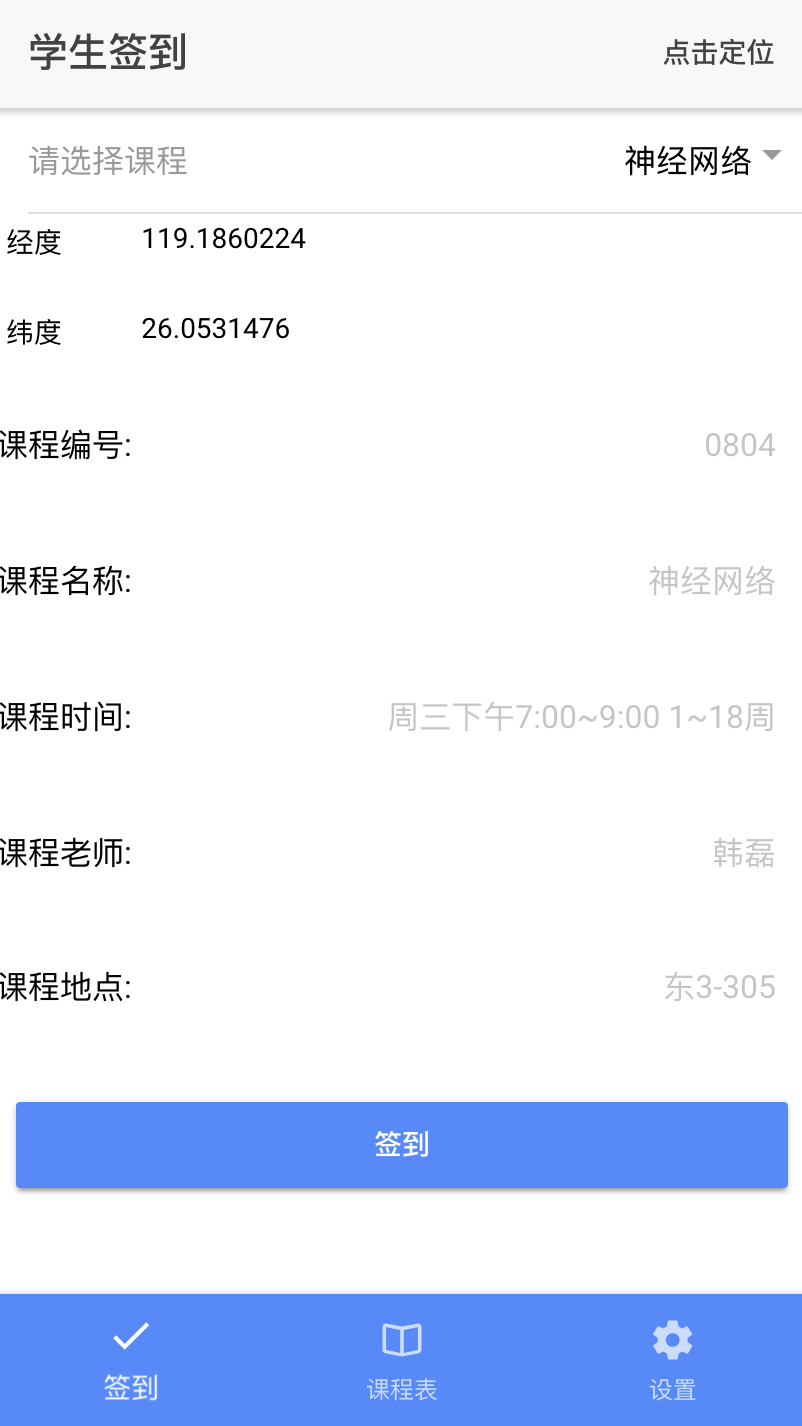 学生签到 点击定位
请选择课程 神经网络
经度 119.1860224
纬度 26.0531476
课程编号: 0804
课程名称: 神经网络
课程时间: 周三下午7:00~9:00 1~18周
课程老师: 韩磊
课程地点: 东3-305
签到
签到 课程表 设置